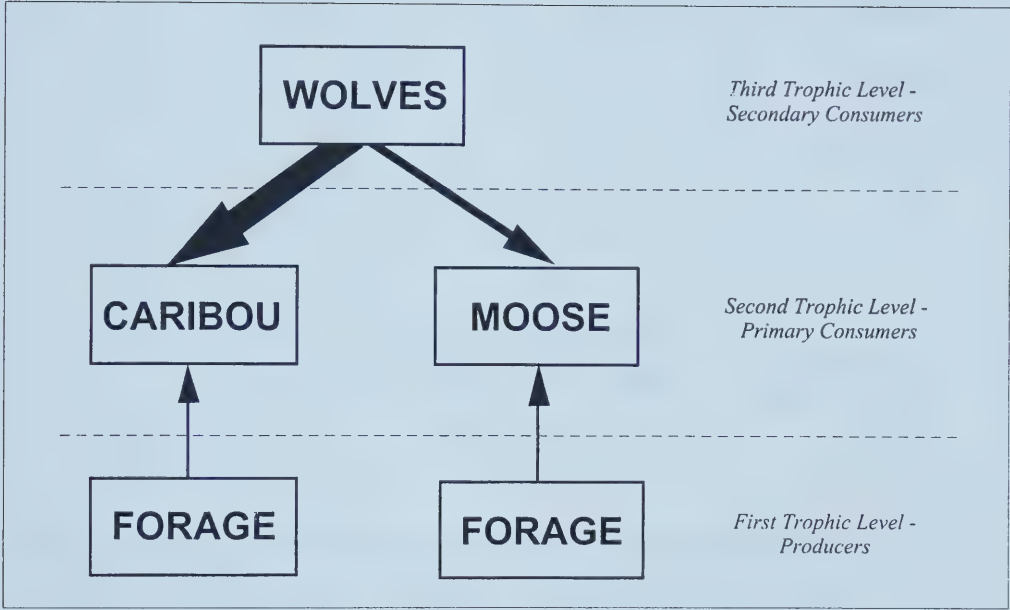 WOLVES
Third Trophic Level -
Secondary Consumers
CARIBOU
MOOSE
Second Trophic Level -
Primary Consumers
FORAGE
FORAGE
First Trophic Level -
Producers